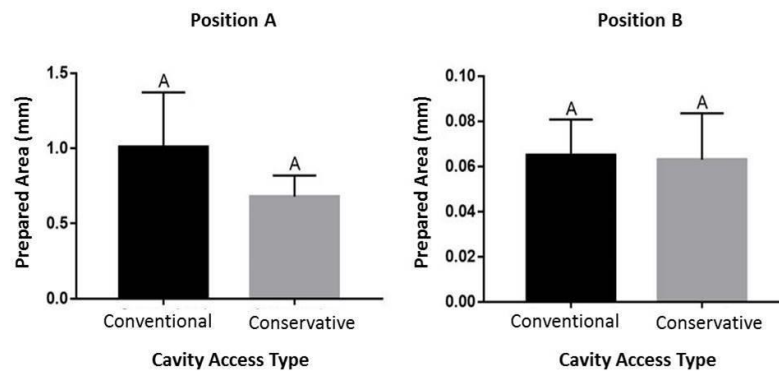 Position A
Prepared Area (mm)
1.5
1.0
0.5
0.0
A
A
Conventional
Conservative
Cavity Access Type
Position B
Prepared Area (mm)
0.10
0.08
0.06
0.04
0.02
0.00
A
A
Conventional
Conservative
Cavity Access Type